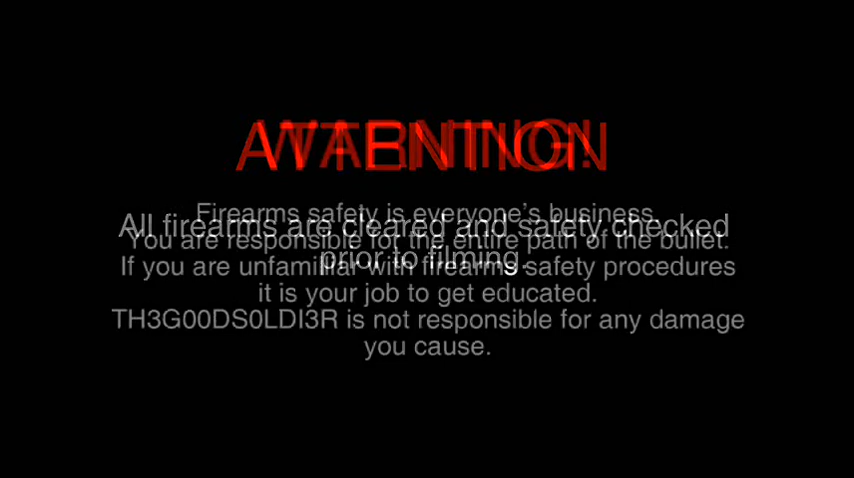 WARNING!
ATTENTION
Firearms safety is everyone's business.
All firearms are cleared and safety checked
You are responsible for the entire path of the bullet.
prior to filming.
If you are unfamiliar with firearms safety procedures
it is your job to get educated.
TH3G00DS0LDI3R is not responsible for any damage
you cause.